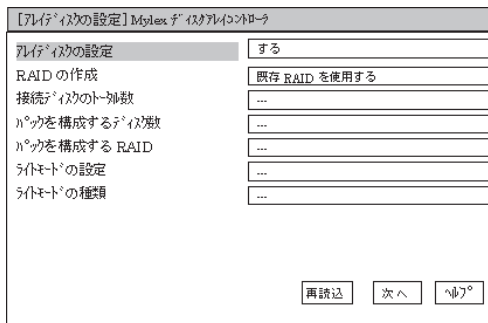 [ｱﾚｲﾃﾞｨｽｸの設定] Mylex ﾃﾞｨｽｸｱﾚｲｺﾝﾄﾛｰﾗ
ｱﾚｲﾃﾞｨｽｸの設定 する
RAID の作成 既存 RAID を使用する
接続ﾃﾞｨｽｸのﾄｰﾀﾙ数 ---
ﾊﾟｯｸを構成するﾃﾞｨｽｸ数 ---
ﾊﾟｯｸを構成する RAID ---
ﾗｲﾄﾓｰﾄﾞの設定 ---
ﾗｲﾄﾓｰﾄﾞの種類 ---
再読込 次へ ﾍﾙﾌﾟ